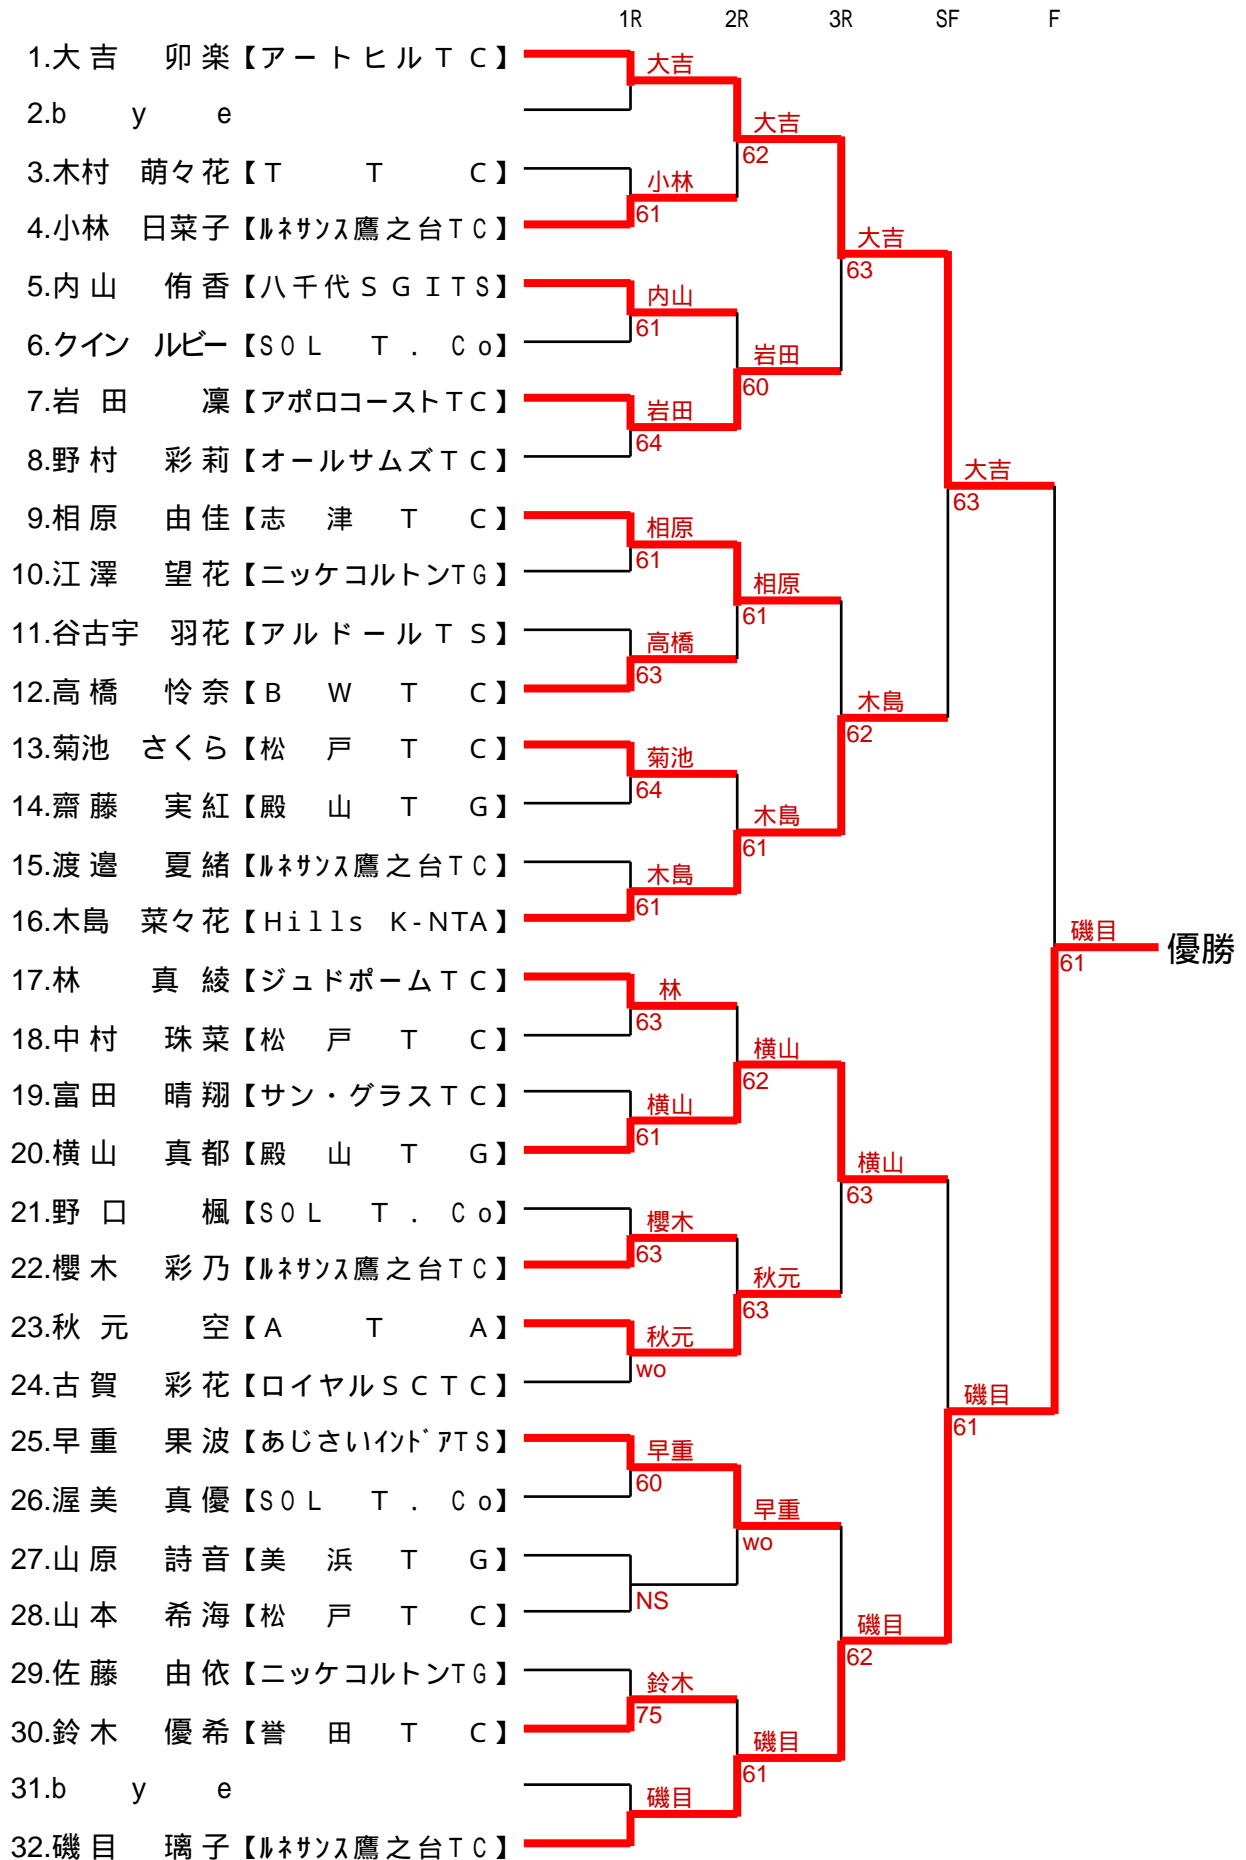 1R 2R 3R SF F
1.大吉 卯楽【アートヒルＴＣ】
大吉
2.b y e
大吉
62
3.木村 萌々花【Ｔ Ｔ Ｃ】
小林
61
4.小林 日菜子【ﾙﾈｻﾝｽ鷹之台ＴＣ】
大吉
63
5.内山 侑香【八千代ＳＧＩＴＳ】
内山
61
6.クイン ルビー【ＳＯＬ Ｔ．Ｃｏ】
岩田
60
7.岩田 凜【アポロコーストＴＣ】
岩田
64
8.野村 彩莉【オールサムズＴＣ】
大吉
63
9.相原 由佳【志津ＴＣ】
相原
61
10.江澤 望花【ニッケコルトンTG】
相原
61
11.谷古宇 羽花【アルドールＴＳ】
高橋
63
12.高橋 怜奈【ＢＷＴＣ】
木島
62
13.菊池 さくら【松戸ＴＣ】
菊池
64
14.齋藤 実紅【殿山ＴＧ】
木島
61
15.渡邉 夏緒【ﾙﾈｻﾝｽ鷹之台ＴＣ】
木島
61
16.木島 菜々花【Hills K-NTA】
磯目
61
優勝
17.林 真綾【ジュドポームＴＣ】
林
63
18.中村 珠菜【松戸ＴＣ】
横山
62
19.富田 晴翔【サン・グラスＴＣ】
横山
61
20.横山 真都【殿山ＴＧ】
横山
63
21.野口 楓【ＳＯＬ Ｔ．Ｃｏ】
櫻木
63
22.櫻木 彩乃【ﾙﾈｻﾝｽ鷹之台ＴＣ】
秋元
63
23.秋元 空【ＡＴＡ】
秋元
wo
24.古賀 彩花【ロイヤルＳＣＴＣ】
磯目
61
25.早重 果波【あじさいｲﾝﾄﾞｱTS】
早重
60
26.渥美 真優【ＳＯＬ Ｔ．Ｃｏ】
早重
wo
27.山原 詩音【美浜ＴＧ】
NS
28.山本 希海【松戸ＴＣ】
磯目
62
29.佐藤 由依【ニッケコルトンTG】
鈴木
75
30.鈴木 優希【誉田ＴＣ】
磯目
61
31.b y e
磯目
32.磯目 璃子【ﾙﾈｻﾝｽ鷹之台ＴＣ】